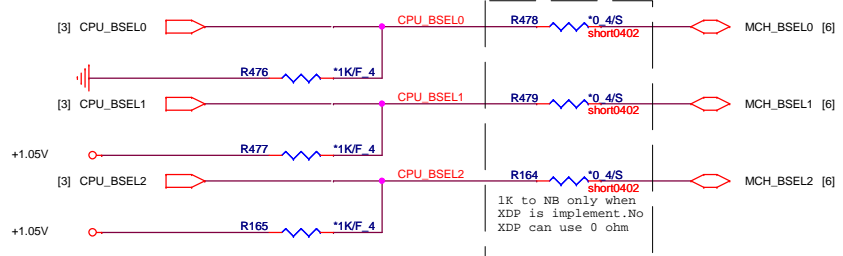 [3] CPU_BSEL0 CPU_BSEL0 R478 *0_4/S MCH_BSEL0 [6]
short0402
R476 *1K/F_4
[3] CPU_BSEL1 CPU_BSEL1 R479 *0_4/S MCH_BSEL1 [6]
short0402
+1.05V R477 *1K/F_4
[3] CPU_BSEL2 CPU_BSEL2 R164 *0_4/S MCH_BSEL2 [6]
short0402
1K to NB only when
XDP is implement.No
XDP can use 0 ohm
+1.05V R165 *1K/F_4